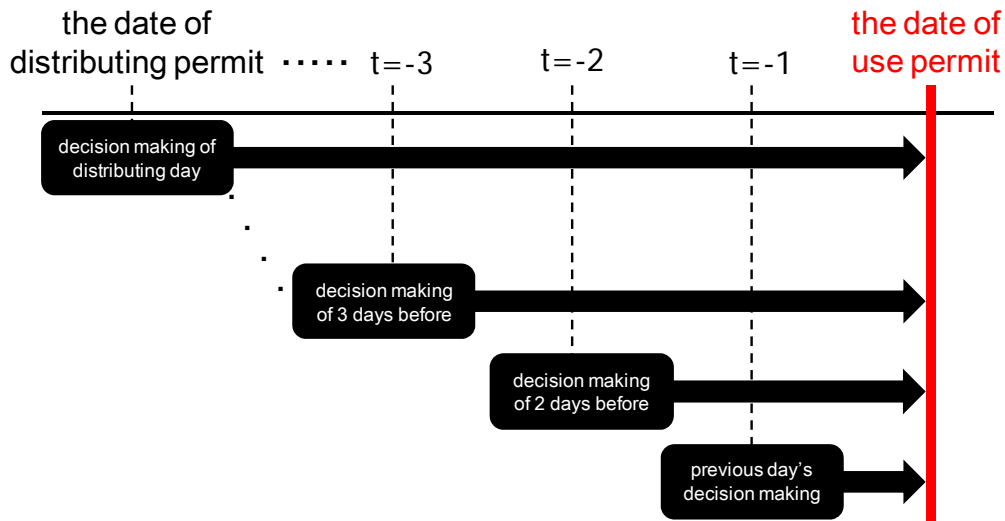 the date of
distributing permit
.....
t=-3
t=-2
t=-1
the date of
use permit
decision making of
distributing day
decision making
of 3 days before
decision making
of 2 days before
previous day’s
decision making